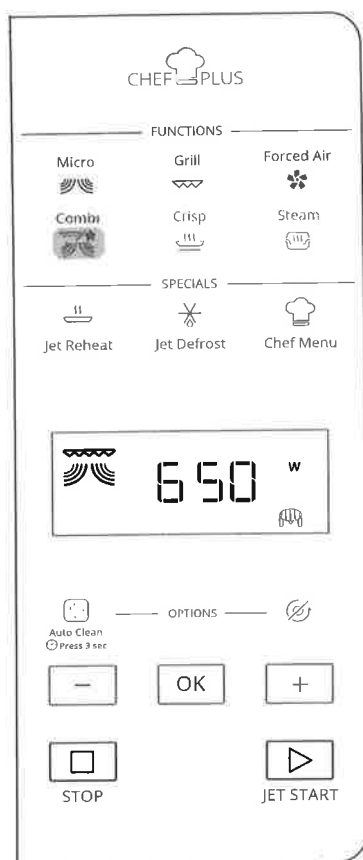 CHEF PLUS
FUNCTIONS
Micro Grill Forced Air
Combi Crisp Steam
SPECIALS
Jet Reheat Jet Defrost Chef Menu
650 W
OPTIONS
Auto Clean
Press 3 sec
- OK +
STOP JET START